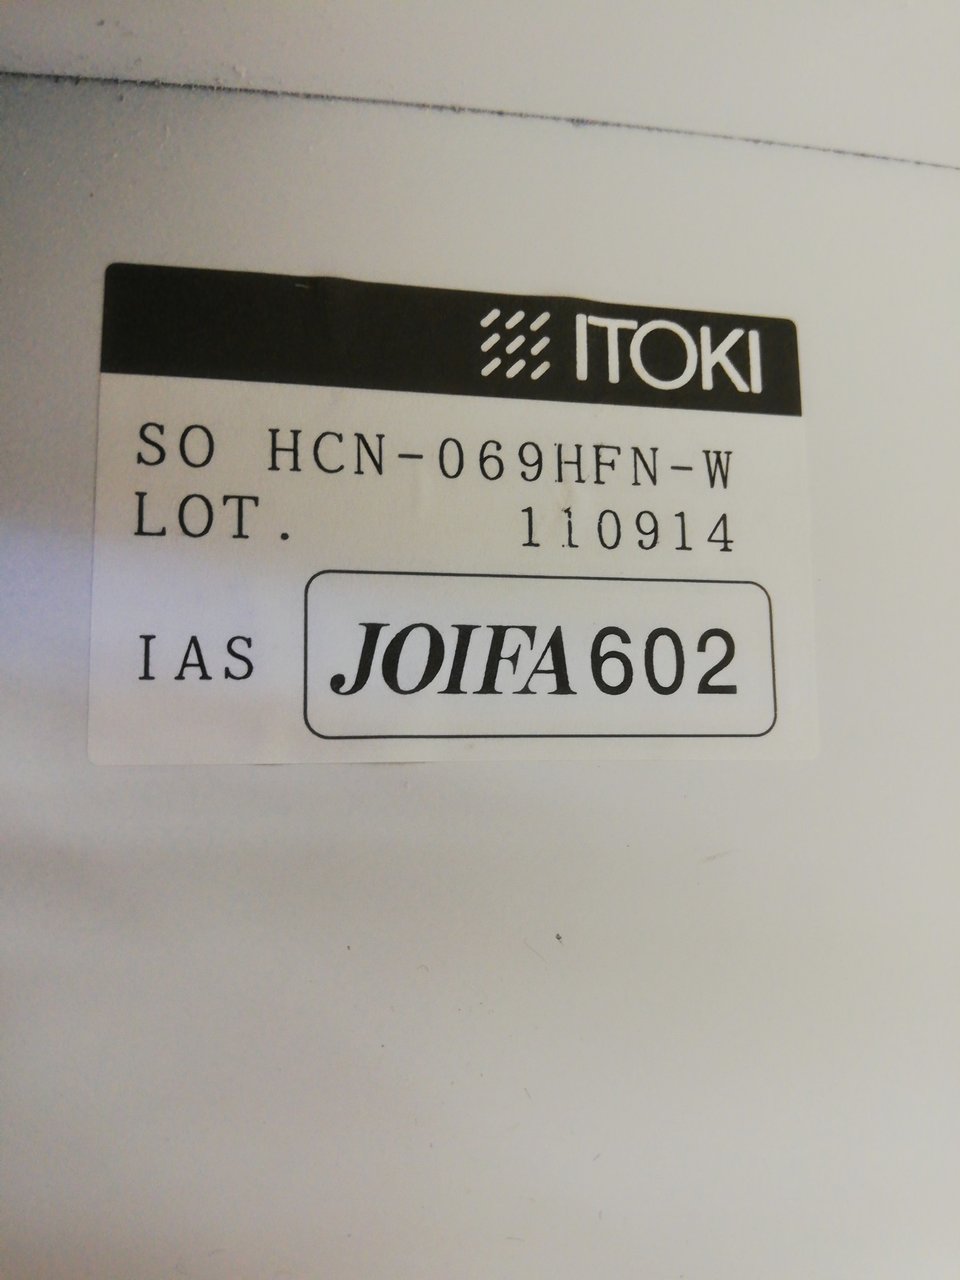 ITOKI
SO HCN-069HFN-W
LOT. 110914
IAS JOIFA602